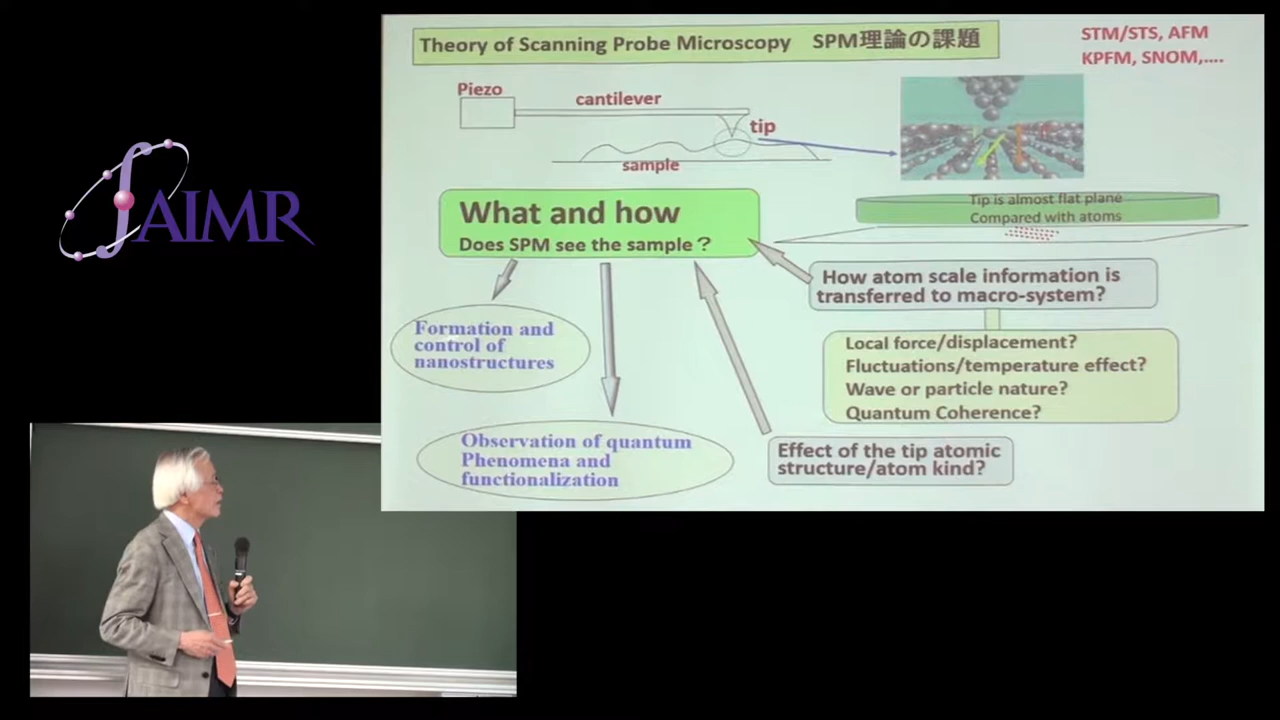 Theory of Scanning Probe Microscopy SPM理論の課題
STM/STS, AFM
KPFM, SNOM,....
Piezo
cantilever
tip
sample
Tip is almost flat plane
Compared with atoms
What and how
Does SPM see the sample ?
How atom scale information is
transferred to macro-system?
Formation and
control of
nanostructures
Local force/displacement?
Fluctuations/temperature effect?
Wave or particle nature?
Quantum Coherence?
Observation of quantum
Phenomena and
functionalization
Effect of the tip atomic
structure/atom kind?
AIMR